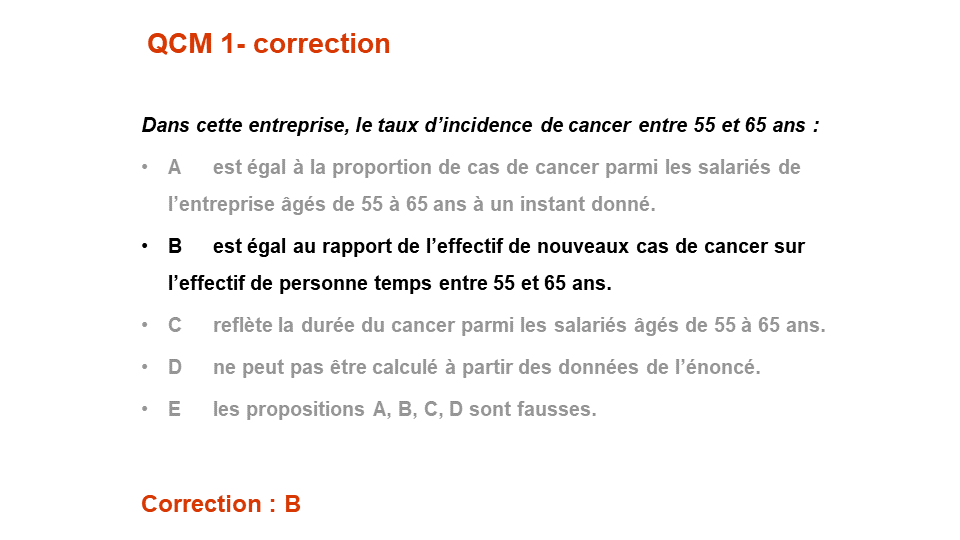 QCM 1- correction
Dans cette entreprise, le taux d’incidence de cancer entre 55 et 65 ans :
• A est égal à la proportion de cas de cancer parmi les salariés de
l’entreprise âgés de 55 à 65 ans à un instant donné.
• B est égal au rapport de l’effectif de nouveaux cas de cancer sur
l’effectif de personne temps entre 55 et 65 ans.
• C reflète la durée du cancer parmi les salariés âgés de 55 à 65 ans.
• D ne peut pas être calculé à partir des données de l’énoncé.
• E les propositions A, B, C, D sont fausses.
Correction : B